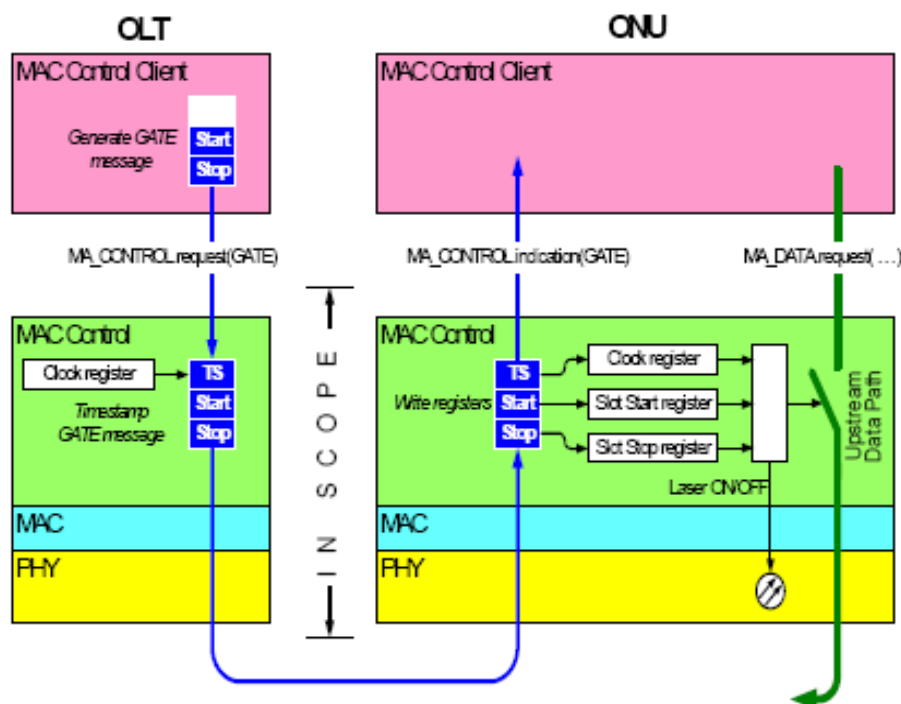 OLT
ONU
MAC Control Client
Generate GATE
message
Start
Stop
MAC Control Client
MA_CONTROL.request(GATE)
MA_CONTROL.indication(GATE)
MA_DATA.request( ...)
IN SCOPE
MAC Control
Clock register
TS
Start
Stop
Timestamp
GATE message
MAC
PHY
MAC Control
Write registers
TS
Start
Stop
Clock register
Slot Start register
Slot Stop register
Laser ON/OFF
Upstream
Data Path
MAC
PHY